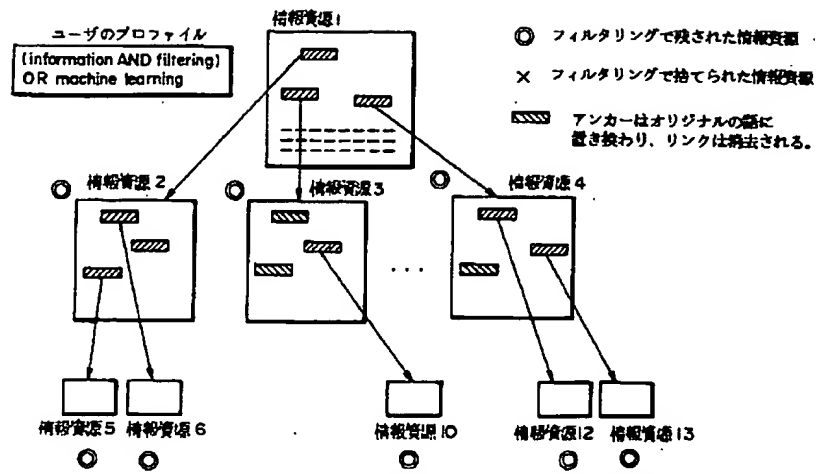 情報資源1
ユーザのプロファイル
(information AND filtering)
OR machine learning
◎ フィルタリングで残された情報資源
× フィルタリングで捨てられた情報資源
アンカーはオリジナルの語に
置き換わり、リンクは消去される。
情報資源2
情報資源3
情報資源4
...
情報資源5
情報資源6
情報資源10
情報資源12
情報資源13